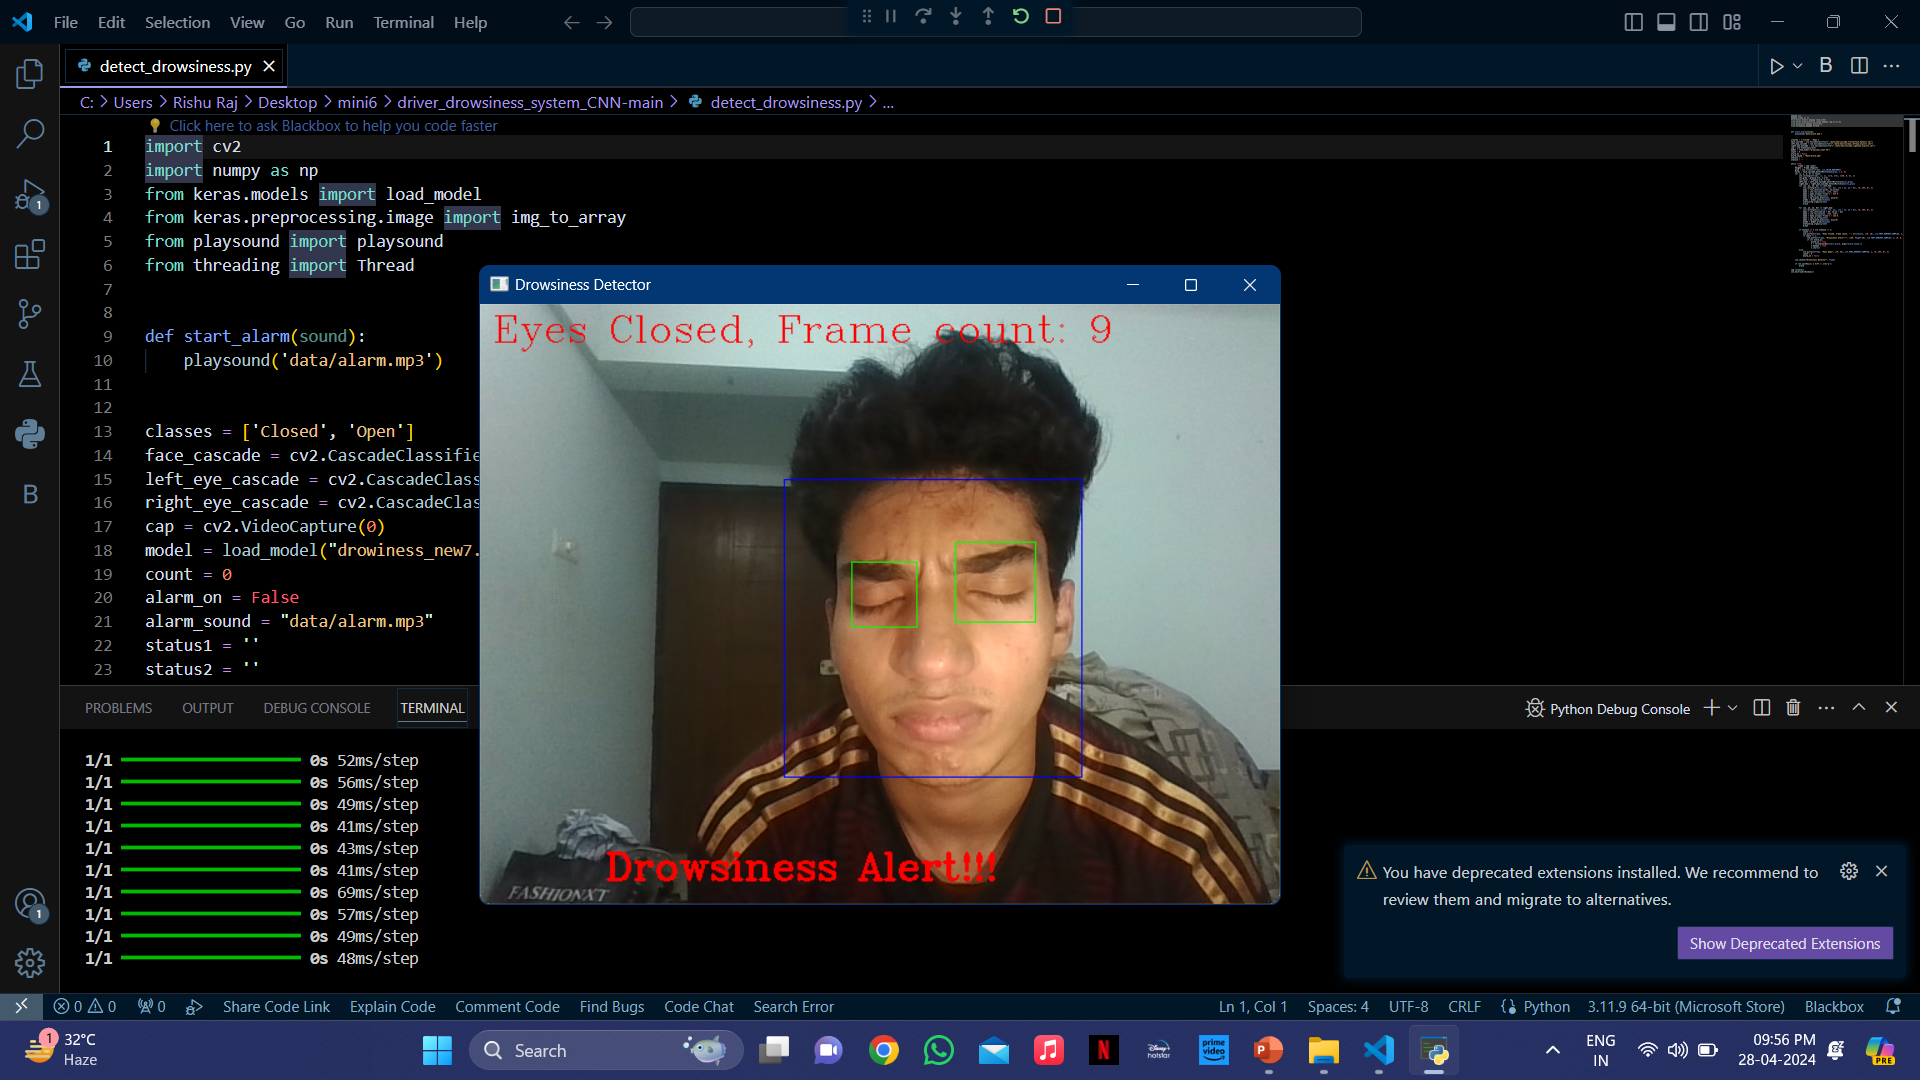 File Edit Selection View Go Run Terminal Help
detect_drowsiness.py
B
C: > Users > Rishu Raj > Desktop > mini6 > driver_drowsiness_system_CNN-main > detect_drowsiness.py > ...
Click here to ask Blackbox to help you code faster
1 import cv2
2 import numpy as np
3 from keras.models import load_model
4 from keras.preprocessing.image import img_to_array
5 from playsound import playsound
6 from threading import Thread
7
8
9 def start_alarm(sound):
10 playsound('data/alarm.mp3')
11
12
13 classes = ['Closed', 'Open']
14 face_cascade = cv2.CascadeClassifie
15 left_eye_cascade = cv2.CascadeClass
16 right_eye_cascade = cv2.CascadeClas
17 cap = cv2.VideoCapture(0)
18 model = load_model("drowiness_new7.
19 count = 0
20 alarm_on = False
21 alarm_sound = "data/alarm.mp3"
22 status1 = ''
23 status2 = ''
1
B
1
Drowsiness Detector
Eyes Closed, Frame count: 9
FASHIONXT
Drowsiness Alert!!!
PROBLEMS OUTPUT DEBUG CONSOLE TERMINAL
Python Debug Console
1/1 0s 52ms/step
1/1 0s 56ms/step
1/1 0s 49ms/step
1/1 0s 41ms/step
1/1 0s 43ms/step
1/1 0s 41ms/step
1/1 0s 69ms/step
1/1 0s 57ms/step
1/1 0s 49ms/step
1/1 0s 48ms/step
You have deprecated extensions installed. We recommend to
review them and migrate to alternatives.
Show Deprecated Extensions
0 0 0 Share Code Link Explain Code Comment Code Find Bugs Code Chat Search Error
Ln 1, Col 1 Spaces: 4 UTF-8 CRLF Python 3.11.9 64-bit (Microsoft Store) Blackbox
1
32°C
Haze
Search
N
Disney+ hotstar
prime video
P
ENG
IN
09:56 PM
28-04-2024
PRE